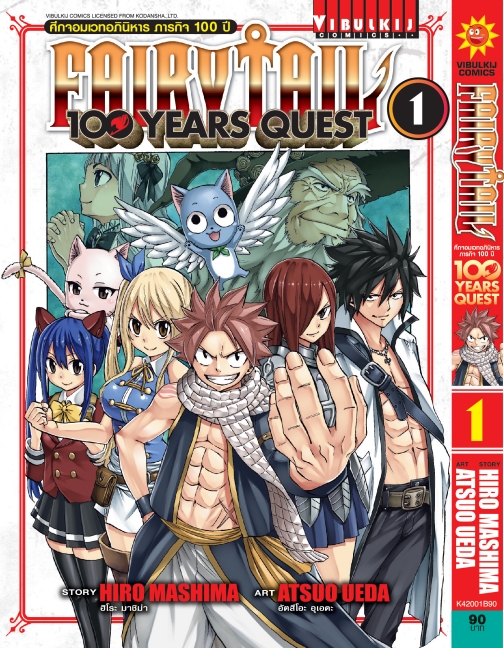 VIBULKIJ COMICS LICENSED FROM KODANSHA.,LTD.
ศึกจอมเวทอภินิหาร ภารกิจ 100 ปี
VIBULKIJ
COMICS
FAIRY TAIL
100 YEARS QUEST
1
STORY HIRO MASHIMA
ฮิโระ มาชิม่า
ART ATSUO UEDA
อัตสึโอะ อุเอดะ
VIBULKIJ
COMICS
FAIRY TAIL
ศึกจอมเวทอภินิหาร
ภารกิจ 100 ปี
100
YEARS
QUEST
1
STORY HIRO MASHIMA
ART ATSUO UEDA
K42001B90
90
บาท